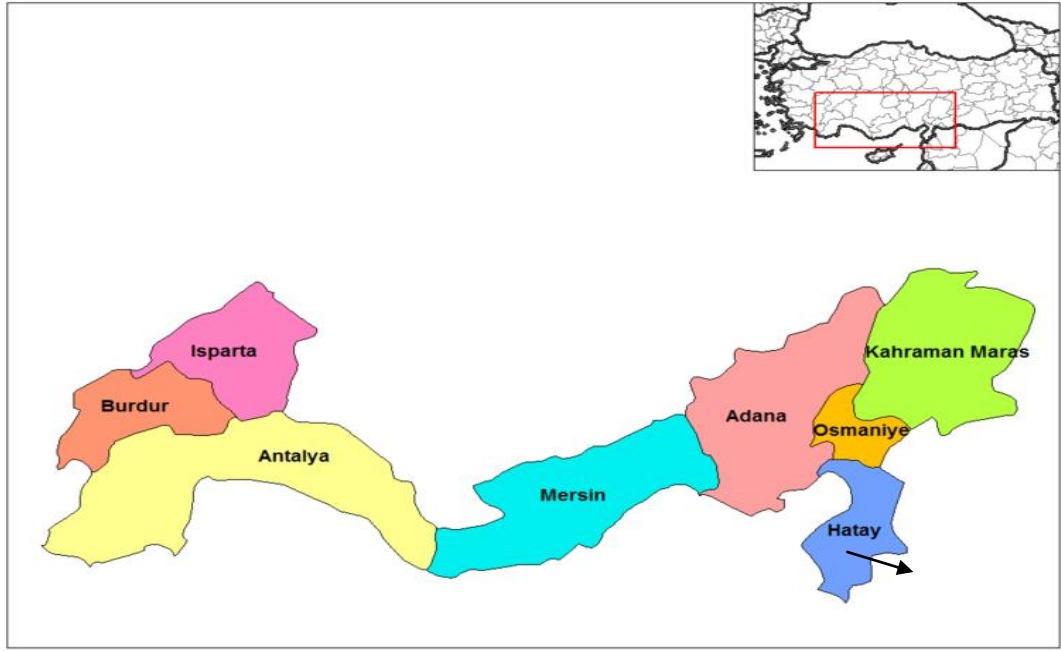 Isparta
Kahraman Maras
Burdur
Adana
Osmaniye
Antalya
Mersin
Hatay